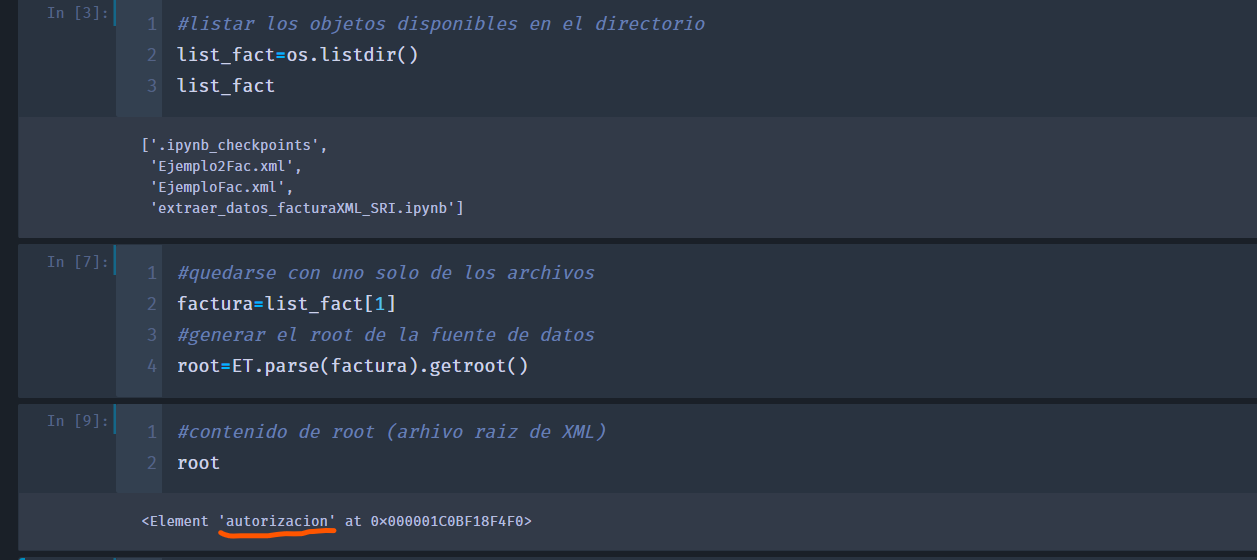 In [3]:
1 #listar los objetos disponibles en el directorio
2 list_fact=os.listdir()
3 list_fact
['.ipynb_checkpoints',
 'Ejemplo2Fac.xml',
 'EjemploFac.xml',
 'extraer_datos_facturaXML_SRI.ipynb']
In [7]:
1 #quedarse con uno solo de los archivos
2 factura=list_fact[1]
3 #generar el root de la fuente de datos
4 root=ET.parse(factura).getroot()
In [9]:
1 #contenido de root (arhivo raiz de XML)
2 root
<Element 'autorizacion' at 0x000001C0BF18F4F0>